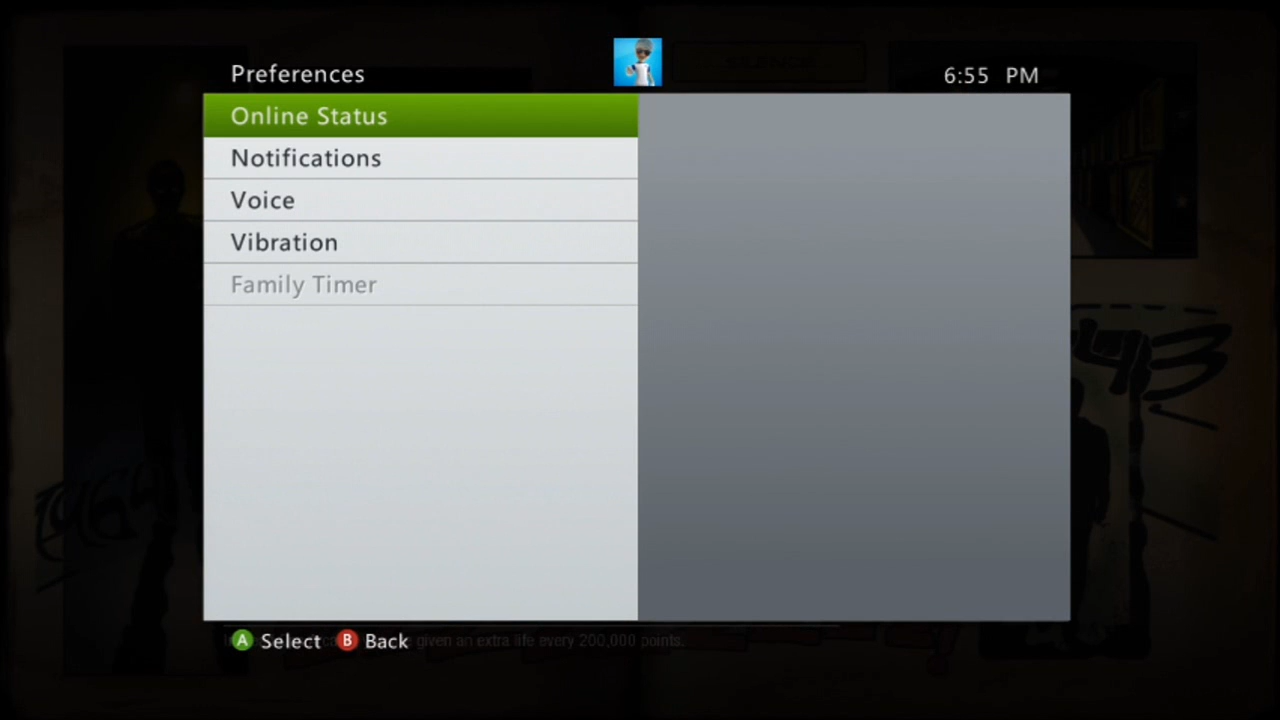 Preferences
6:55 PM
Online Status
Notifications
Voice
Vibration
Family Timer
A Select B Back
given an extra life every 200,000 points.